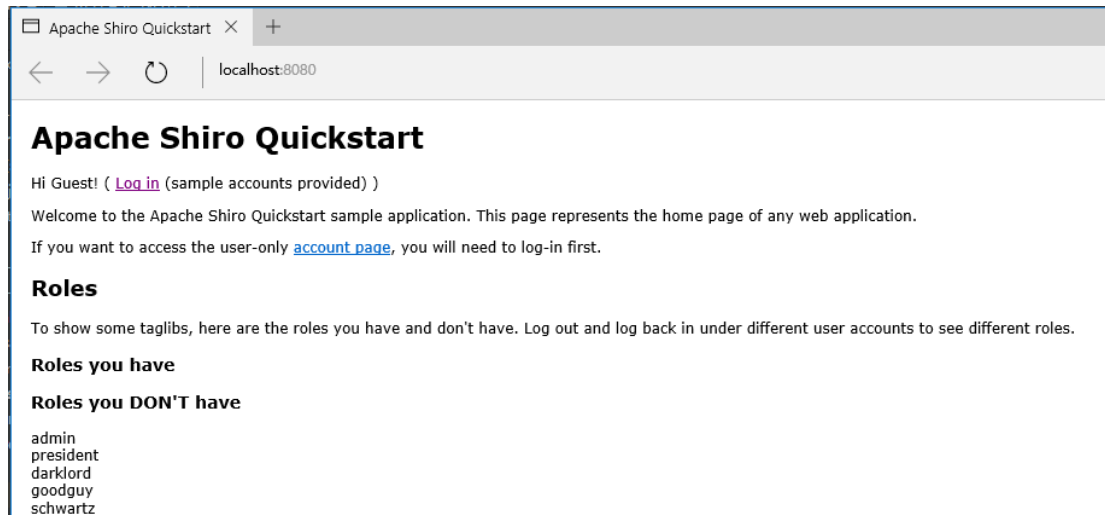 Apache Shiro Quickstart
localhost:8080
Apache Shiro Quickstart
Hi Guest! ( Log in (sample accounts provided) )
Welcome to the Apache Shiro Quickstart sample application. This page represents the home page of any web application.
If you want to access the user-only account page, you will need to log-in first.
Roles
To show some taglibs, here are the roles you have and don't have. Log out and log back in under different user accounts to see different roles.
Roles you have
Roles you DON'T have
admin
president
darklord
goodguy
schwartz